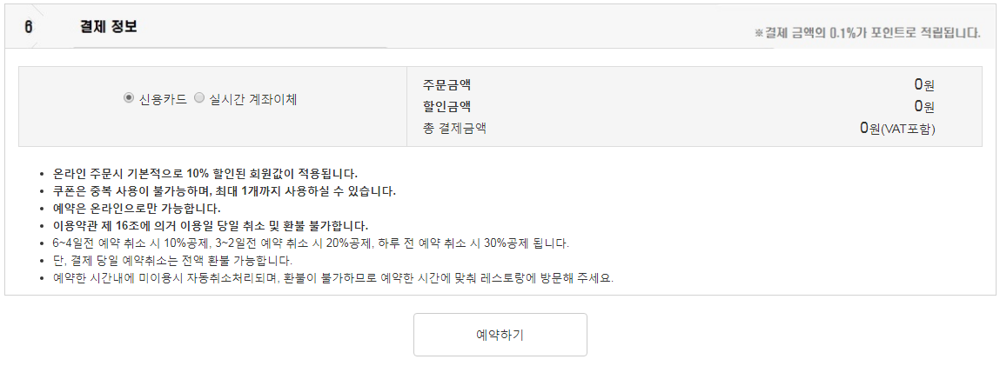 6 결제 정보
※결제 금액의 0.1%가 포인트로 적립됩니다.
신용카드 실시간 계좌이체
주문금액 0원
할인금액 0원
총 결제금액 0원(VAT포함)
• 온라인 주문시 기본적으로 10% 할인된 회원값이 적용됩니다.
• 쿠폰은 중복 사용이 불가능하며, 최대 1개까지 사용하실 수 있습니다.
• 예약은 온라인으로만 가능합니다.
• 이용약관 제 16조에 의거 이용일 당일 취소 및 환불 불가합니다.
• 6~4일전 예약 취소 시 10%공제, 3~2일전 예약 취소 시 20%공제, 하루 전 예약 취소 시 30%공제 됩니다.
• 단, 결제 당일 예약취소는 전액 환불 가능합니다.
• 예약한 시간내에 미이용시 자동취소처리되며, 환불이 불가하므로 예약한 시간에 맞춰 레스토랑에 방문해 주세요.
예약하기